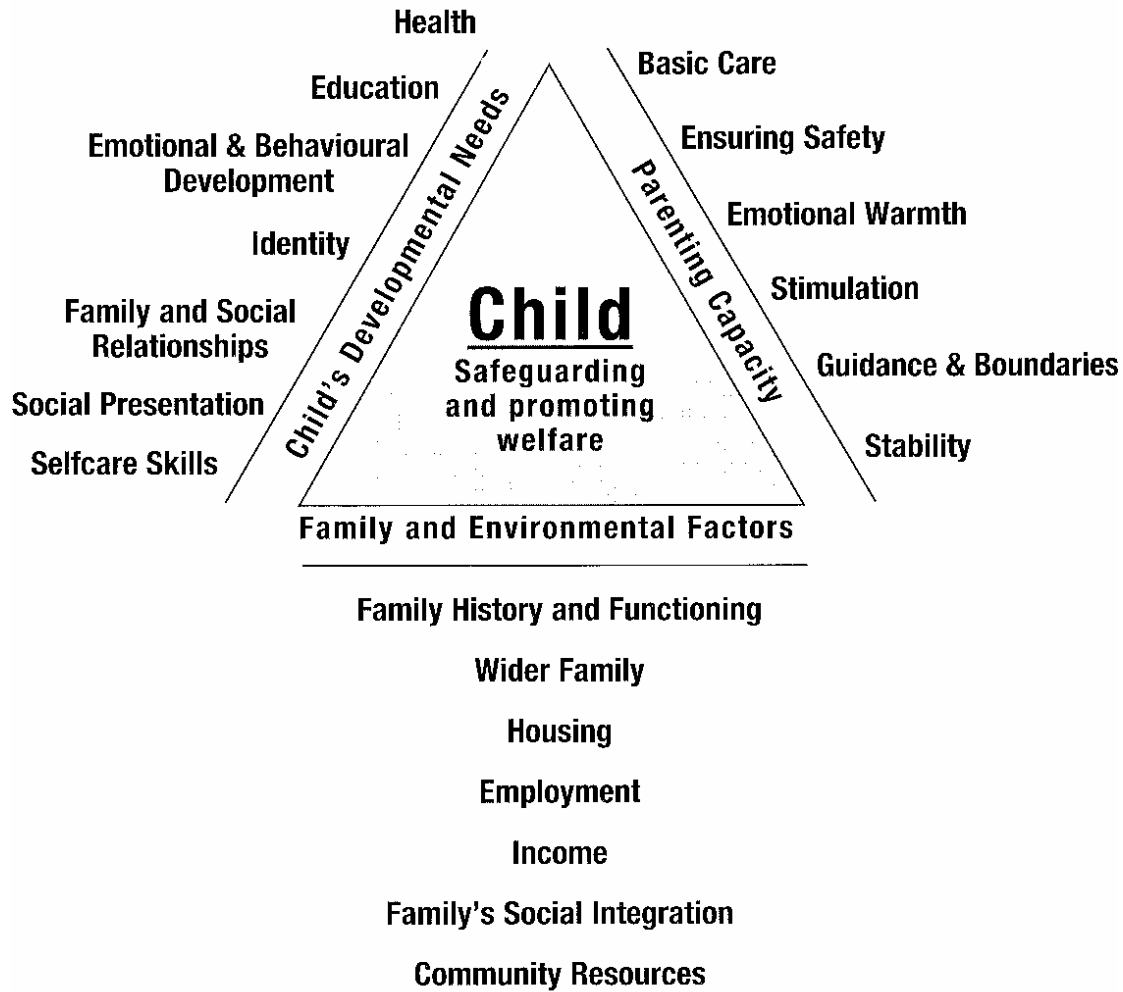 Health
Education
Emotional & Behavioural
Development
Identity
Family and Social
Relationships
Social Presentation
Selfcare Skills
Child's Developmental Needs
Basic Care
Ensuring Safety
Emotional Warmth
Stimulation
Guidance & Boundaries
Stability
Parenting Capacity
Child
Safeguarding
and promoting
welfare
Family and Environmental Factors
Family History and Functioning
Wider Family
Housing
Employment
Income
Family's Social Integration
Community Resources